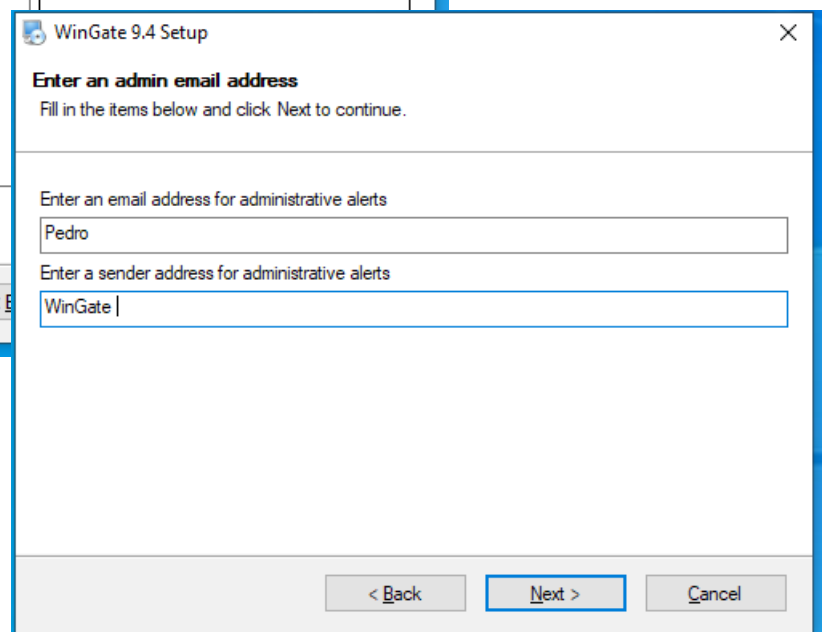 WinGate 9.4 Setup
Enter an admin email address
Fill in the items below and click Next to continue.
Enter an email address for administrative alerts
Pedro
Enter a sender address for administrative alerts
WinGate
< Back
Next >
Cancel